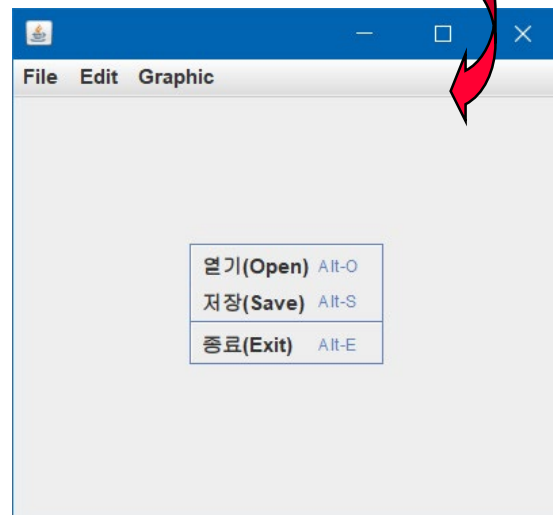 File Edit Graphic
열기(Open) Alt-O
저장(Save) Alt-S
종료(Exit) Alt-E